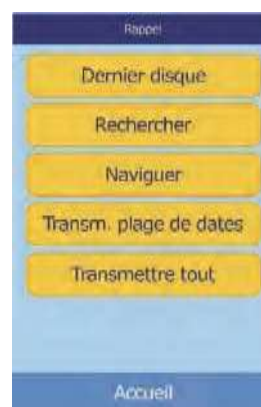 Rappel
Dernier disque
Rechercher
Naviguer
Transm. plage de dates
Transmettre tout
Accueil